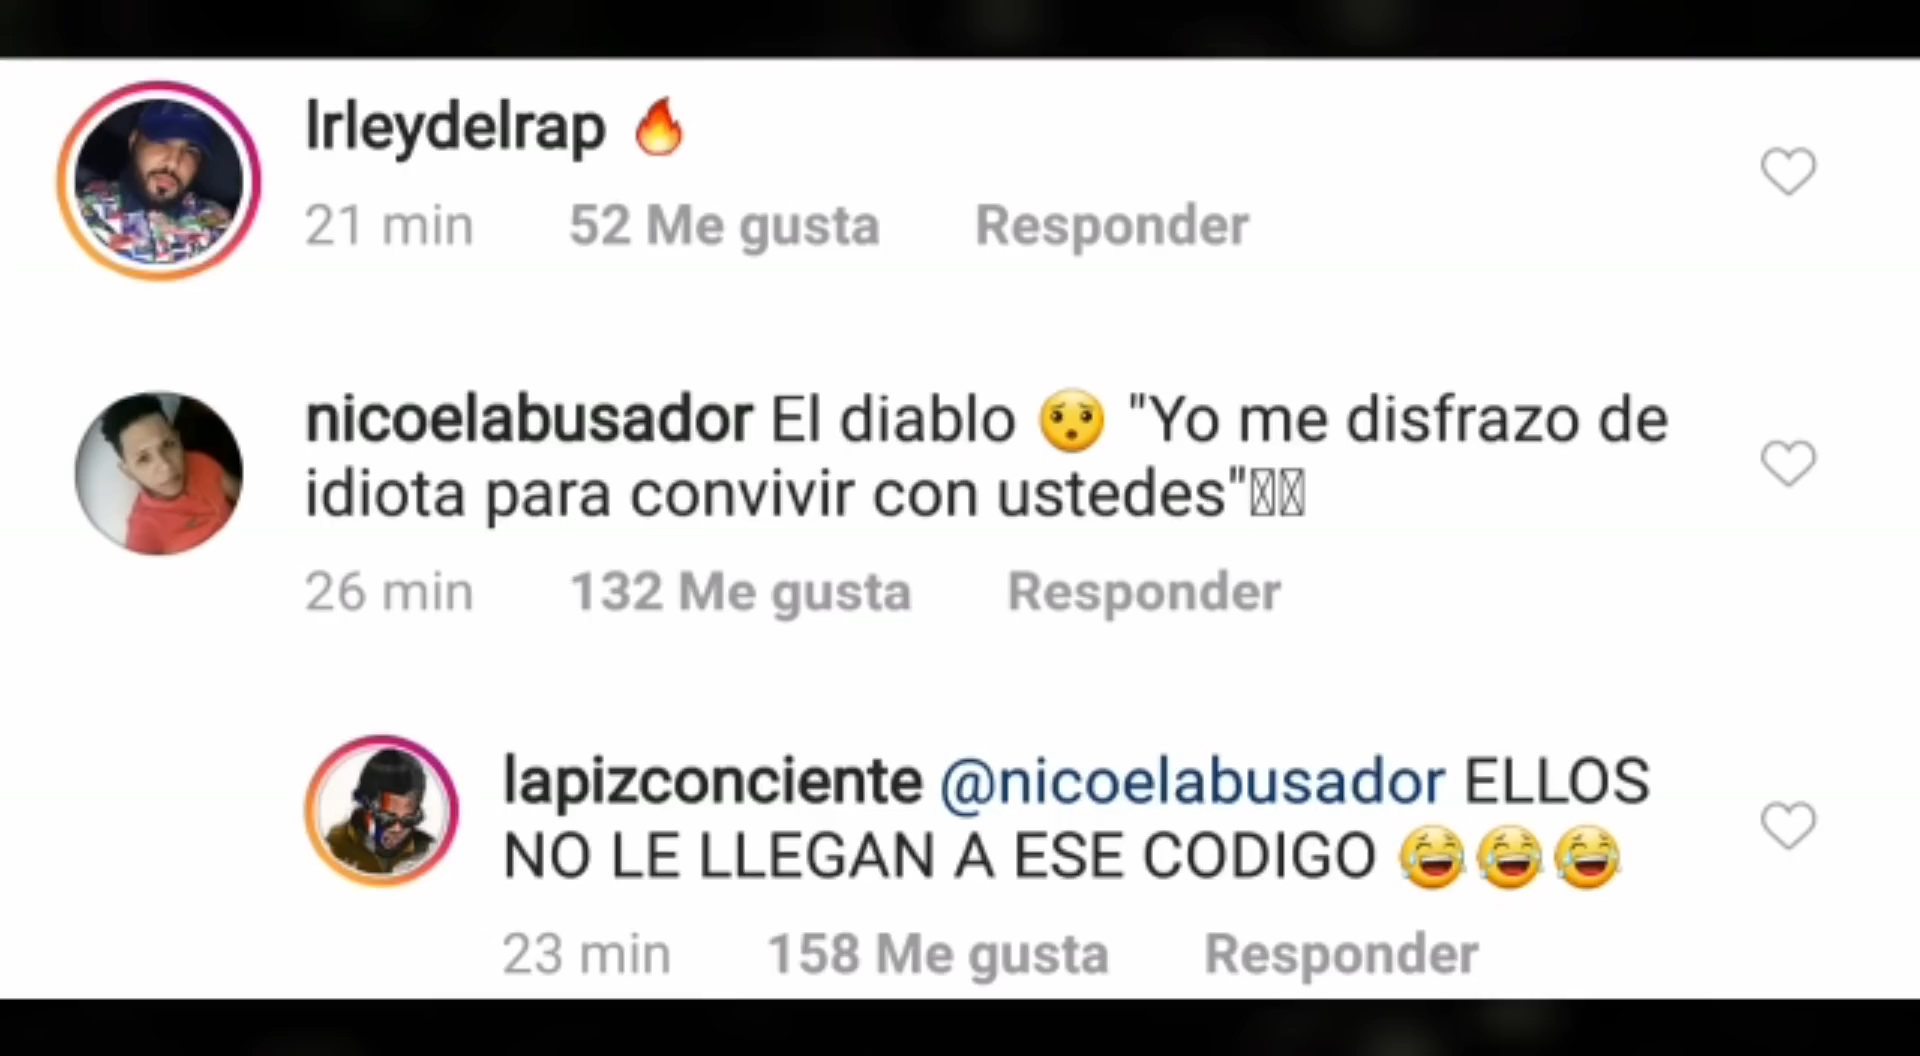 lrleydelrap 🔥
21 min 52 Me gusta Responder
nicoelabusador El diablo 😯 "Yo me disfrazo de
idiota para convivir con ustedes"
26 min 132 Me gusta Responder
lapizconciente @nicoelabusador ELLOS
NO LE LLEGAN A ESE CODIGO 😂😂😂
23 min 158 Me gusta Responder